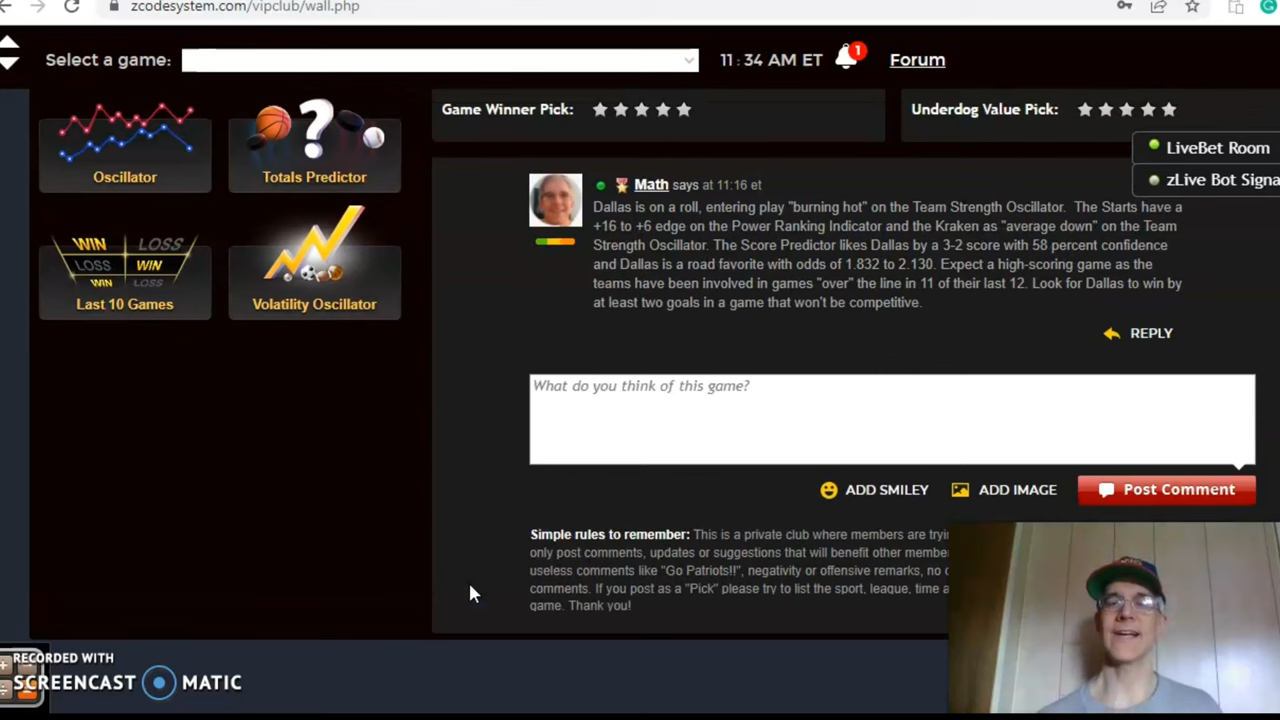 zcodesystem.com/vipclub/wall.php
Select a game:
11:34 AM ET
1
Forum
Oscillator
Totals Predictor
WIN LOSS
LOSS WIN
WIN LOSS
Last 10 Games
Volatility Oscillator
Game Winner Pick:
Underdog Value Pick:
LiveBet Room
zLive Bot Signa
Math says at 11:16 et
Dallas is on a roll, entering play "burning hot" on the Team Strength Oscillator. The Starts have a
+16 to +6 edge on the Power Ranking Indicator and the Kraken as "average down" on the Team
Strength Oscillator. The Score Predictor likes Dallas by a 3-2 score with 58 percent confidence
and Dallas is a road favorite with odds of 1.832 to 2.130. Expect a high-scoring game as the
teams have been involved in games "over" the line in 11 of their last 12. Look for Dallas to win by
at least two goals in a game that won't be competitive.
REPLY
What do you think of this game?
ADD SMILEY
ADD IMAGE
Post Comment
Simple rules to remember: This is a private club where members are tryin
only post comments, updates or suggestions that will benefit other membe
useless comments like "Go Patriots!!", negativity or offensive remarks, no
comments. If you post as a "Pick" please try to list the sport, league, time a
game. Thank you!
RECORDED WITH
SCREENCAST MATIC